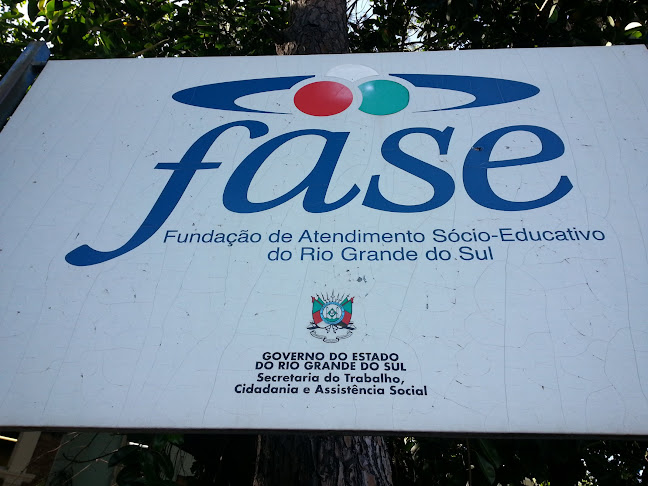 fase
Fundação de Atendimento Sócio-Educativo
do Rio Grande do Sul
GOVERNO DO ESTADO
DO RIO GRANDE DO SUL
Secretaria do Trabalho,
Cidadania e Assistência Social